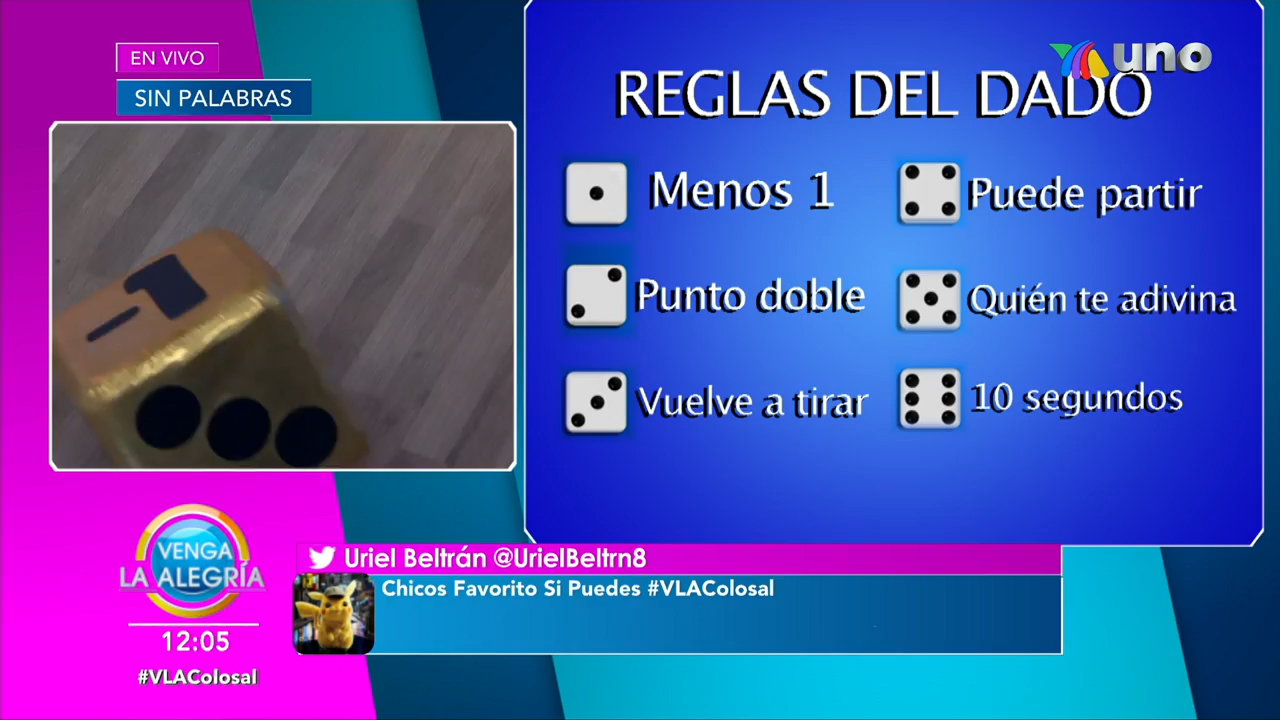 EN VIVO
SIN PALABRAS
uno
REGLAS DEL DADO
Menos 1
Puede partir
Punto doble
Quién te adivina
Vuelve a tirar
10 segundos
-1
VENGA
LA ALEGRÍA
12:05
#VLAColosal
Uriel Beltrán @UrielBeltrn8
Chicos Favorito Si Puedes #VLAColosal